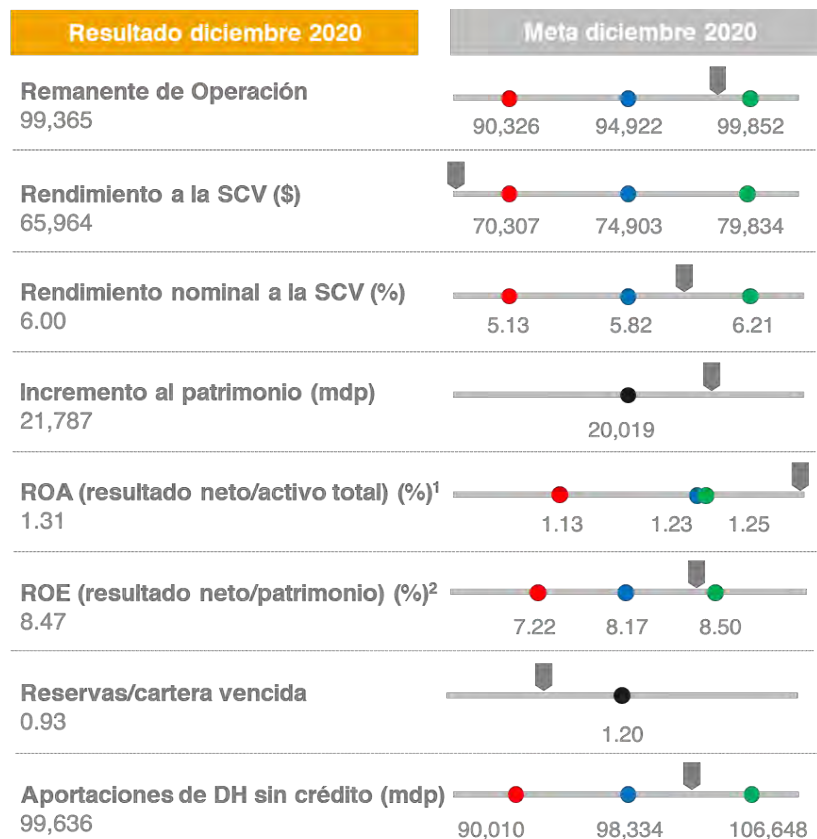 Resultado diciembre 2020
Meta diciembre 2020
Remanente de Operación
99,365
90,326 94,922 99,852
Rendimiento a la SCV ($)
65,964
70,307 74,903 79,834
Rendimiento nominal a la SCV (%)
6.00
5.13 5.82 6.21
Incremento al patrimonio (mdp)
21,787
20,019
ROA (resultado neto/activo total) (%)¹
1.31
1.13 1.23 1.25
ROE (resultado neto/patrimonio) (%)²
8.47
7.22 8.17 8.50
Reservas/cartera vencida
0.93
1.20
Aportaciones de DH sin crédito (mdp)
99,636
90,010 98,334 106,648